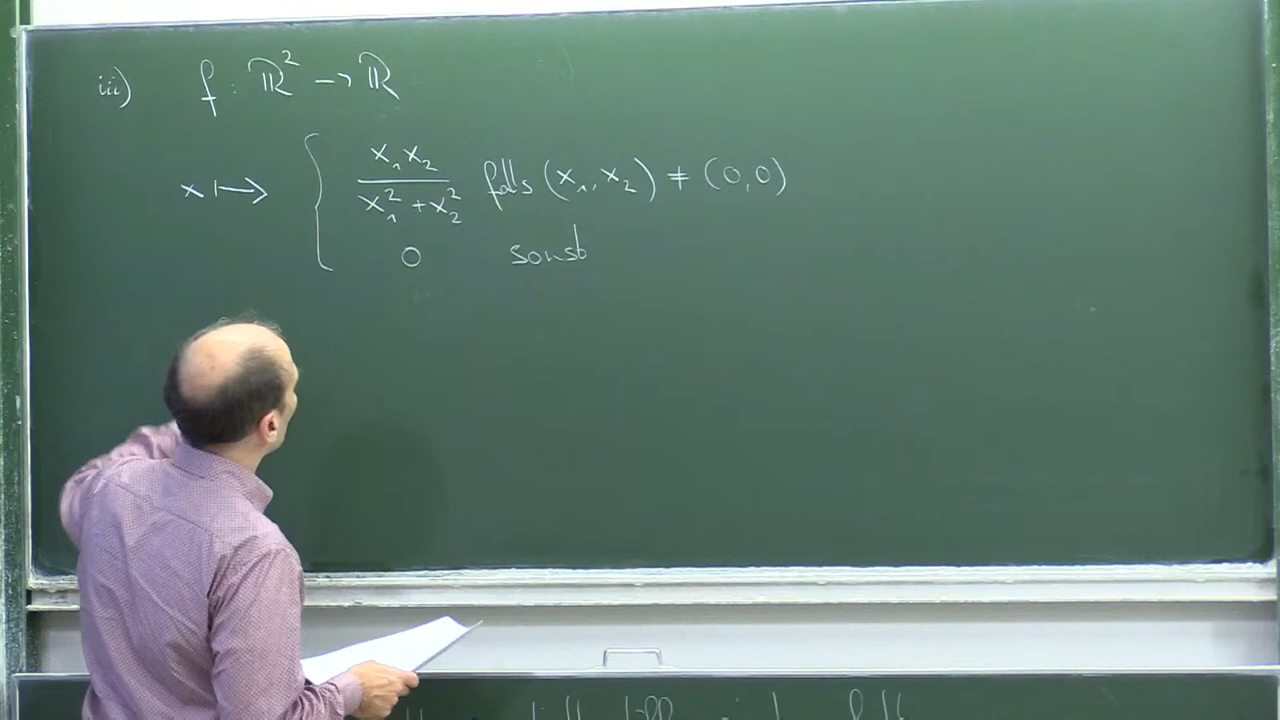 iii) f : ℝ² → ℝ
x ↦ { x₁x₂ / (x₁² + x₂²) falls (x₁, x₂) ≠ (0,0)
0 sonst